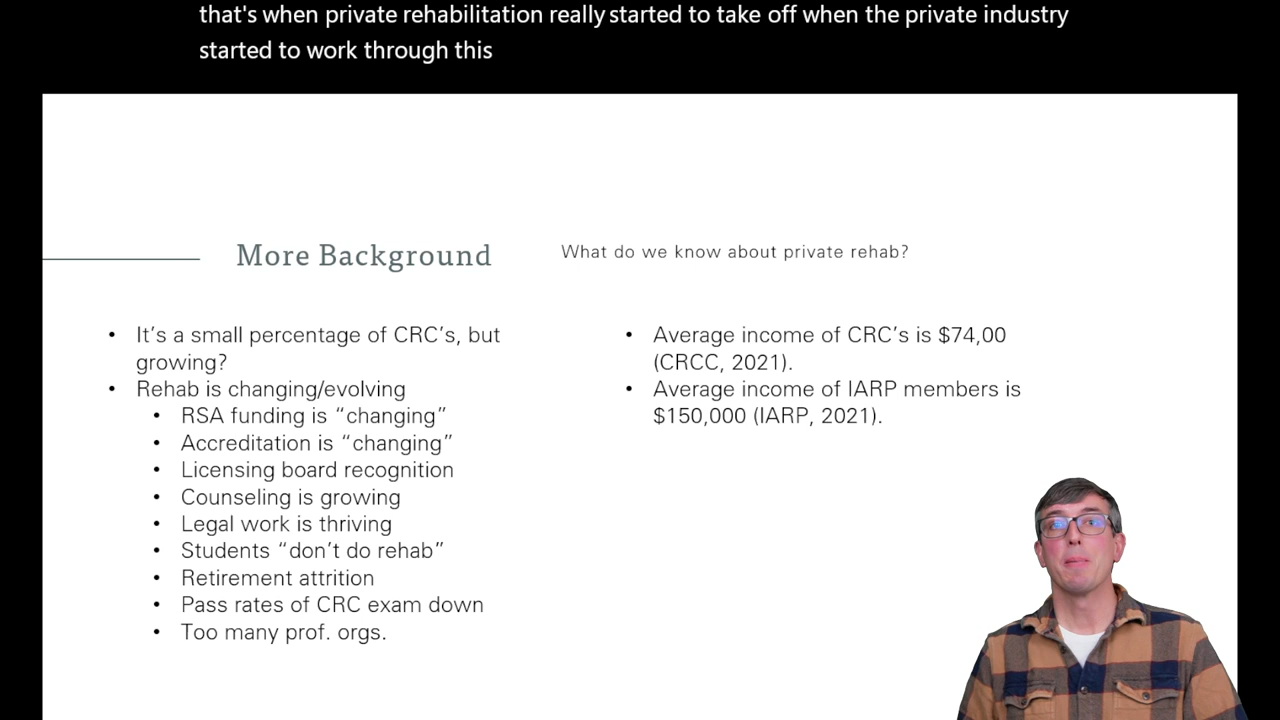 that's when private rehabilitation really started to take off when the private industry
started to work through this
More Background
What do we know about private rehab?
• It's a small percentage of CRC's, but
growing?
• Rehab is changing/evolving
• RSA funding is “changing”
• Accreditation is “changing”
• Licensing board recognition
• Counseling is growing
• Legal work is thriving
• Students “don't do rehab”
• Retirement attrition
• Pass rates of CRC exam down
• Too many prof. orgs.
• Average income of CRC's is $74,00
(CRCC, 2021).
• Average income of IARP members is
$150,000 (IARP, 2021).